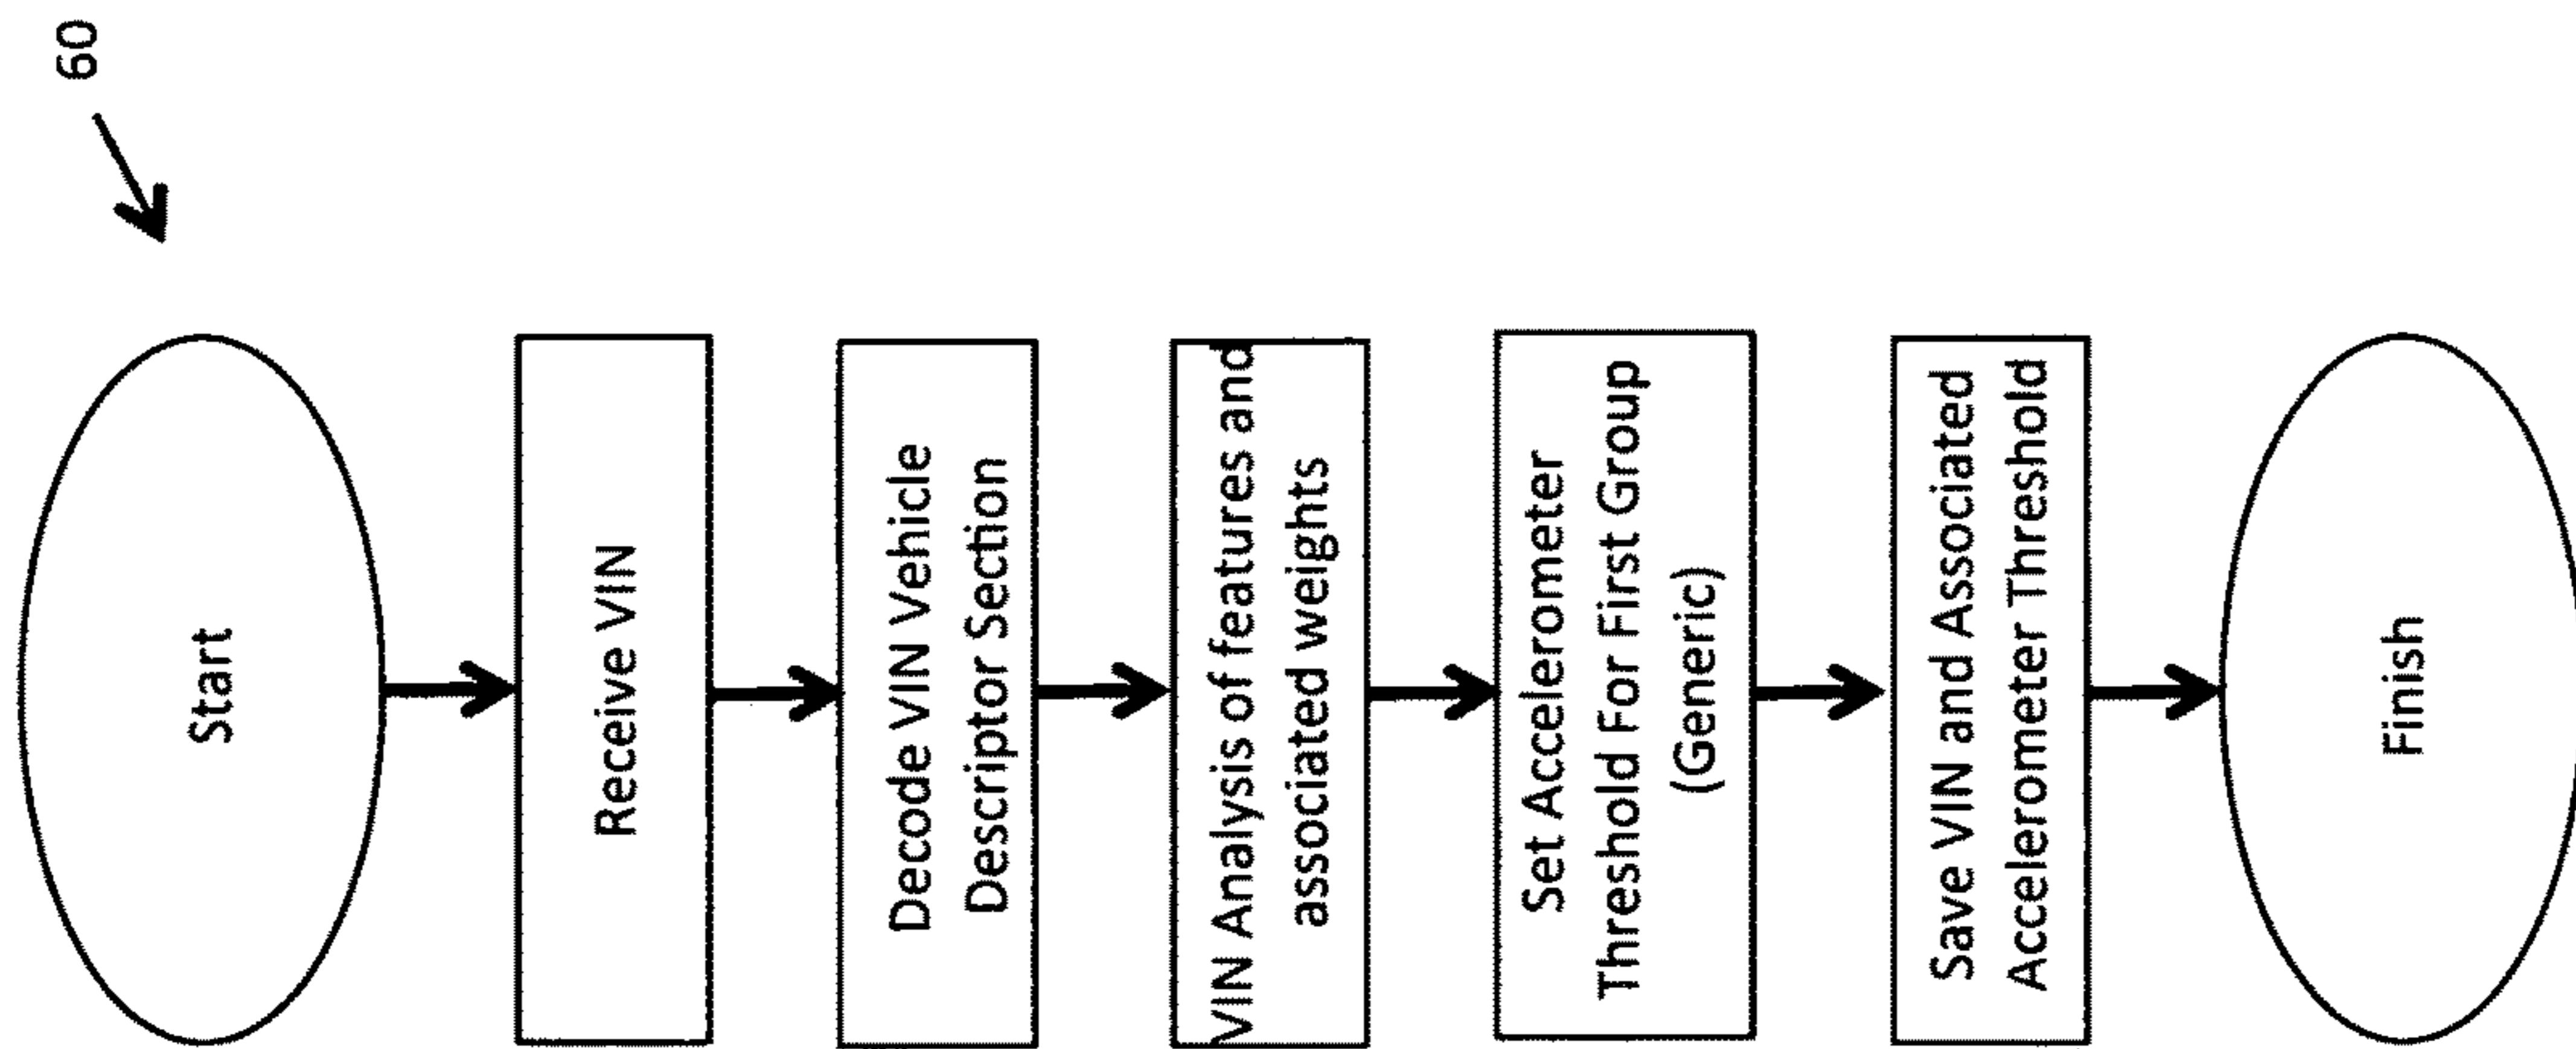 60
Start
Receive VIN
Decode VIN Vehicle
Descriptor Section
VIN Analysis of features and
associated weights
Set Accelerometer
Threshold For First Group
(Generic)
Save VIN and Associated
Accelerometer Threshold
Finish